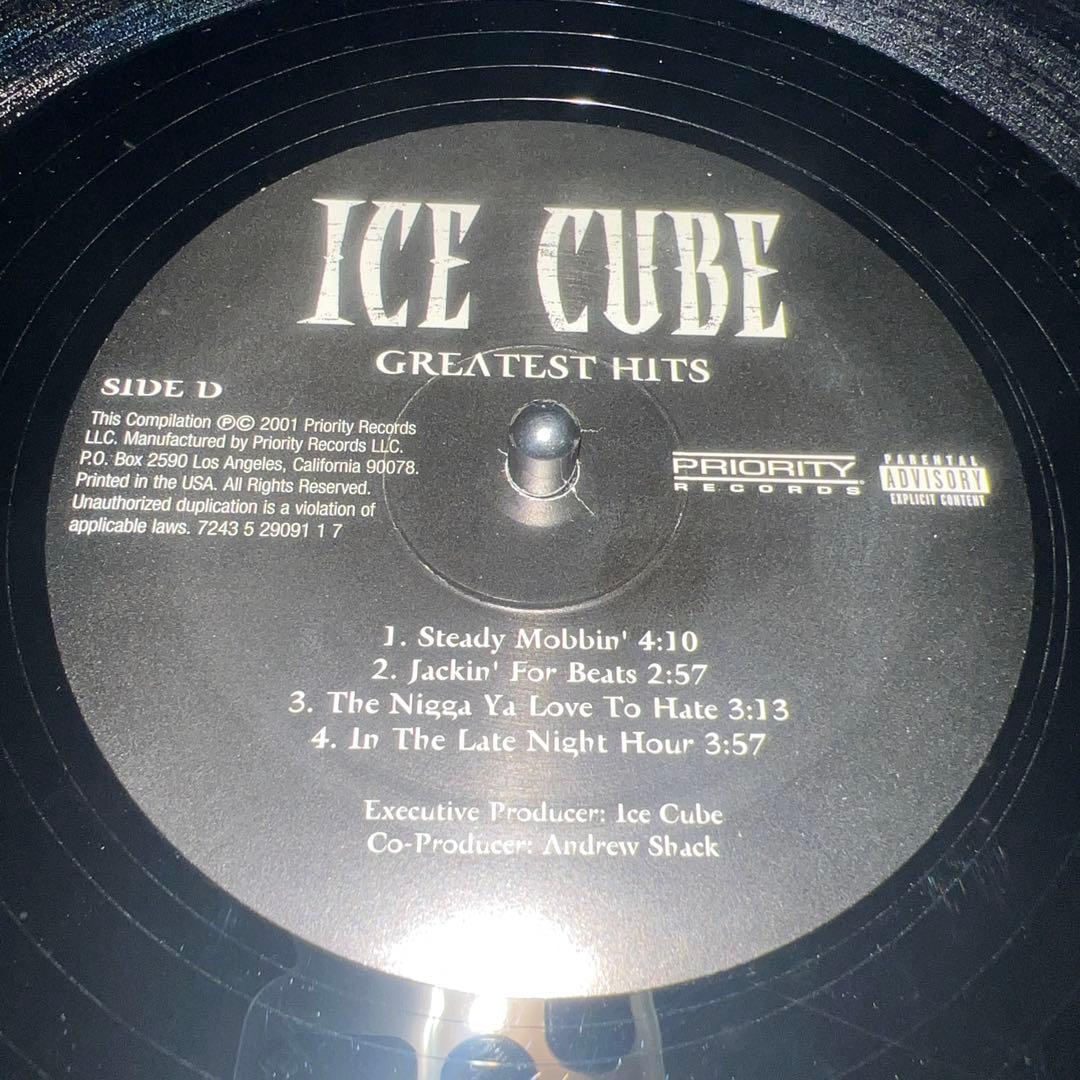 ICE CUBE
GREATEST HITS
SIDE D
This Compilation ℗© 2001 Priority Records
LLC. Manufactured by Priority Records LLC.
P.O. Box 2590 Los Angeles, California 90078.
Printed in the USA. All Rights Reserved.
Unauthorized duplication is a violation of
applicable laws. 7243 5 29091 1 7
PRIORITY
RECORDS®
PARENTAL
ADVISORY
EXPLICIT CONTENT
1. Steady Mobbin' 4:10
2. Jackin' For Beats 2:57
3. The Nigga Ya Love To Hate 3:13
4. In The Late Night Hour 3:57
Executive Producer: Ice Cube
Co-Producer: Andrew Shack